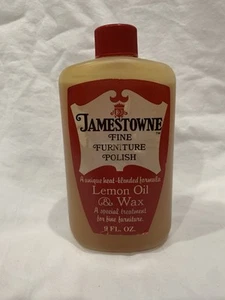 JAMESTOWNE
™
FINE
FURNITURE
POLISH
A unique heat-blended formula
Lemon Oil
& Wax
A special treatment
for fine furniture.
9 FL. OZ.